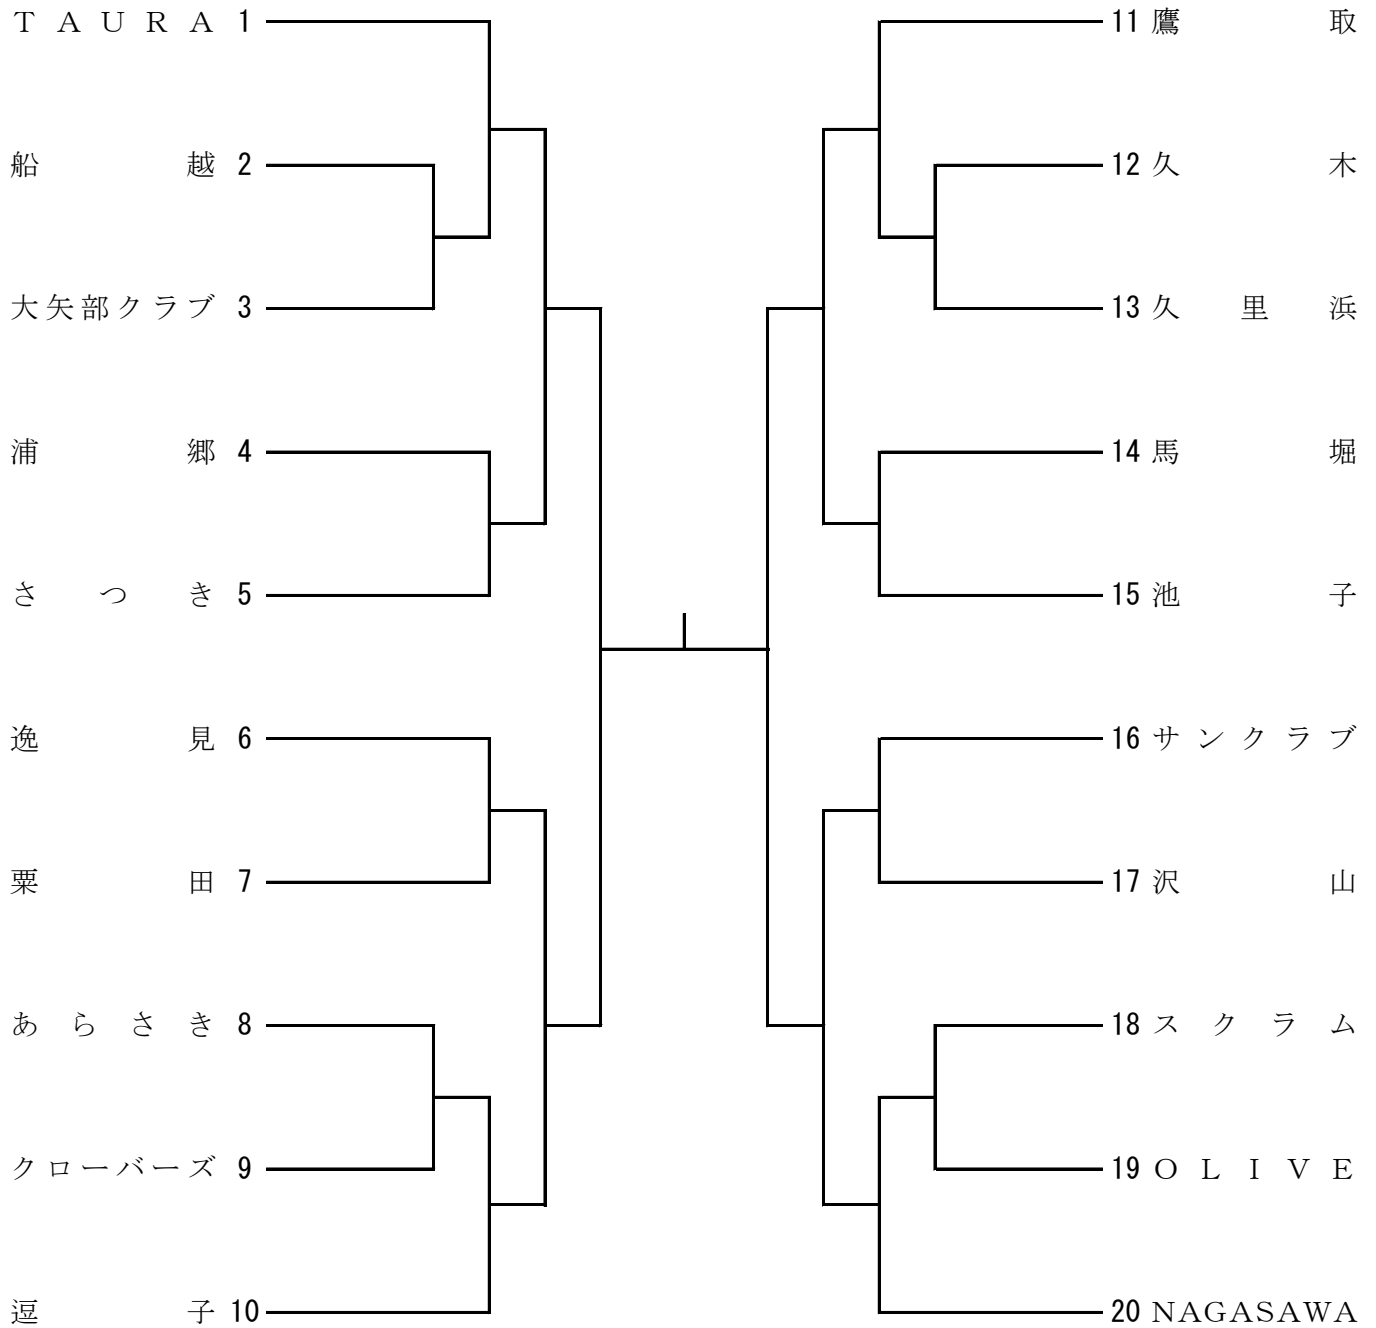 TAURA 1
船越 2
大矢部クラブ 3
浦郷 4
さつき 5
逸見 6
粟田 7
あらさき 8
クローバーズ 9
逗子 10
11 鷹取
12 久木
13 久里浜
14 馬堀
15 池子
16 サンクラブ
17 沢山
18 スクラム
19 OLIVE
20 NAGASAWA